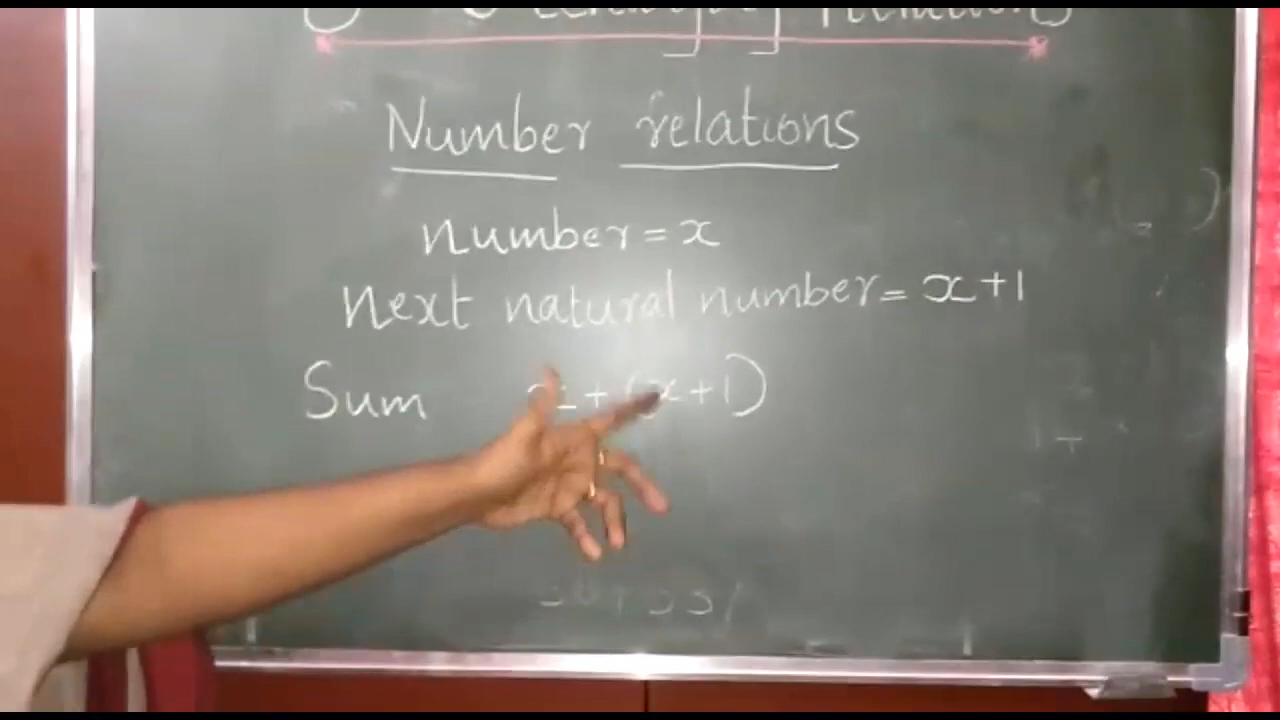 Number relations
number = x
next natural number = x+1
Sum x + (x+1)